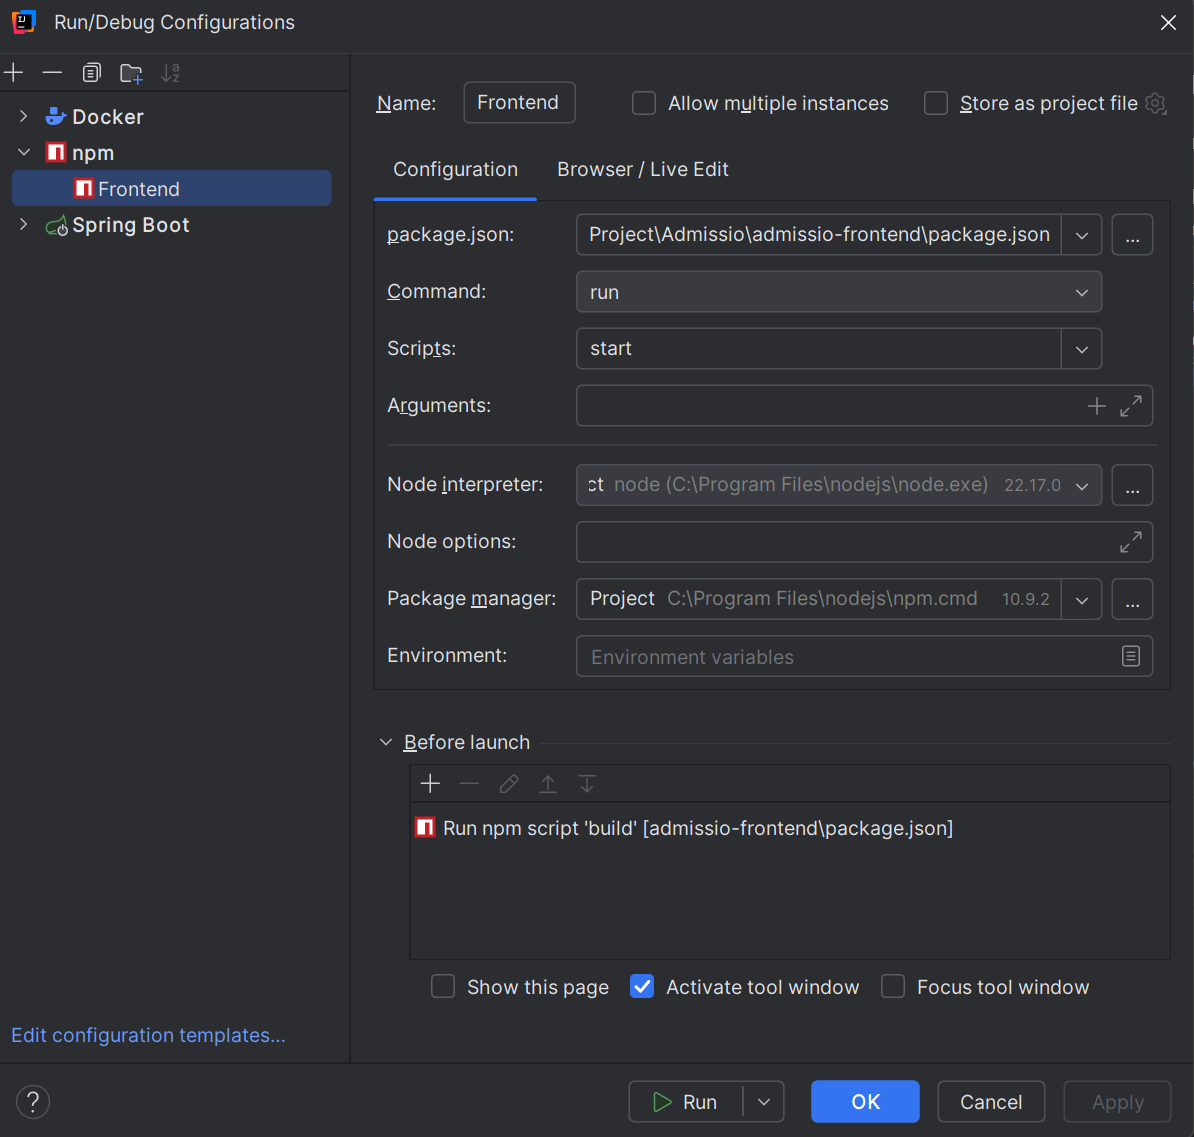 Run/Debug Configurations
Name: Frontend Allow multiple instances Store as project file
Docker
npm
Frontend
Spring Boot
Configuration Browser / Live Edit
package.json: Project\Admissio\admissio-frontend\package.json ...
Command: run
Scripts: start
Arguments:
Node interpreter: ct node (C:\Program Files\nodejs\node.exe) 22.17.0 ...
Node options:
Package manager: Project C:\Program Files\nodejs\npm.cmd 10.9.2 ...
Environment: Environment variables
Before launch
Run npm script 'build' [admissio-frontend\package.json]
Show this page Activate tool window Focus tool window
Edit configuration templates...
? Run OK Cancel Apply